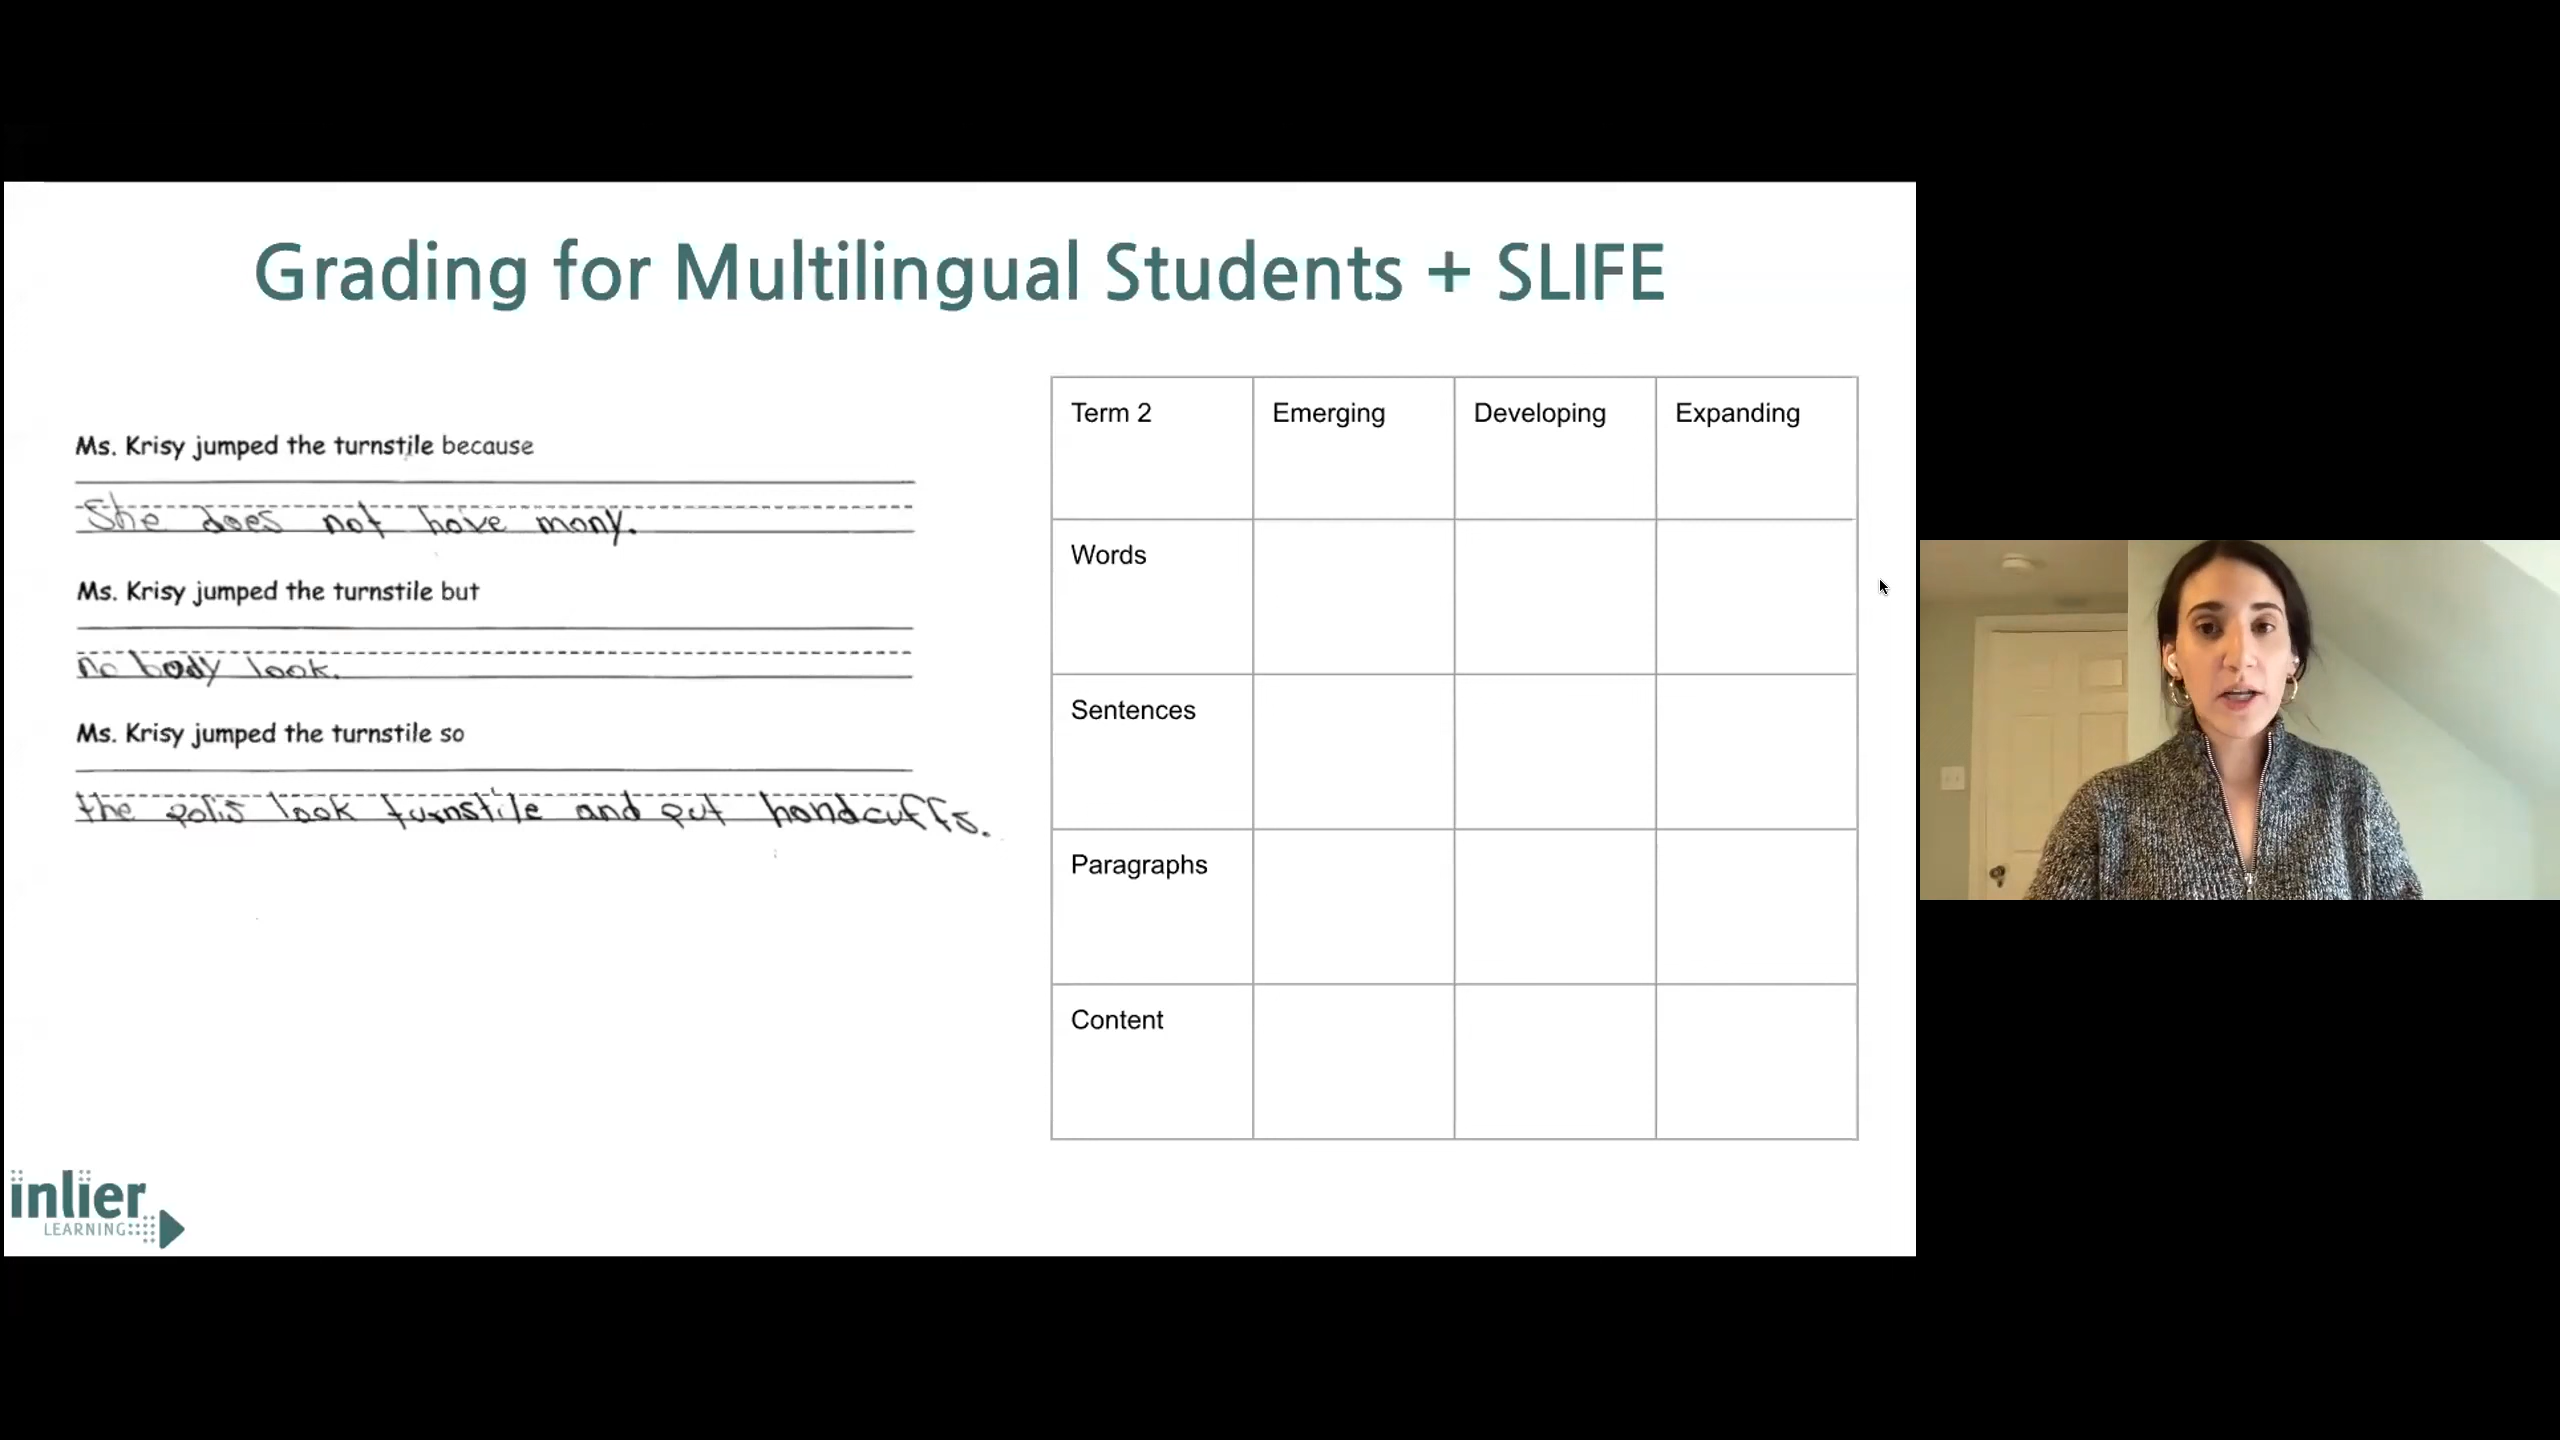 Grading for Multilingual Students + SLIFE
Ms. Krisy jumped the turnstile because
She does not have mony.
Ms. Krisy jumped the turnstile but
no body look.
Ms. Krisy jumped the turnstile so
the polis look turnstile and put handcuffs.
Term 2 Emerging Developing Expanding
Words
Sentences
Paragraphs
Content
inlier
LEARNING